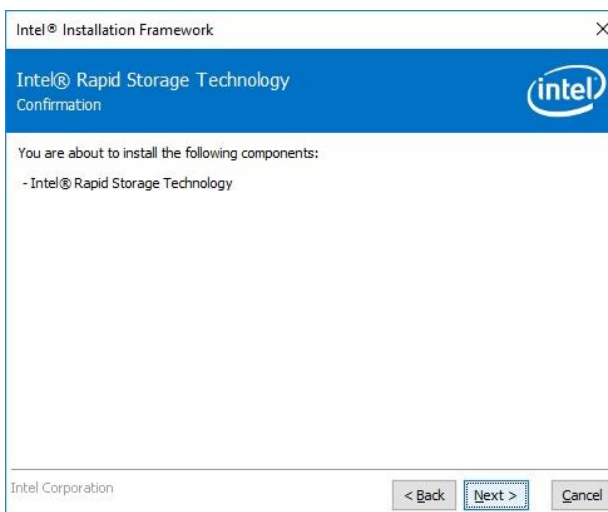 Intel® Installation Framework
Intel® Rapid Storage Technology
Confirmation
intel
You are about to install the following components:
- Intel® Rapid Storage Technology
Intel Corporation
< Back
Next >
Cancel